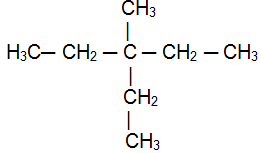 CH₃
H₃C — CH₂ — C — CH₂ — CH₃
CH₂
CH₃